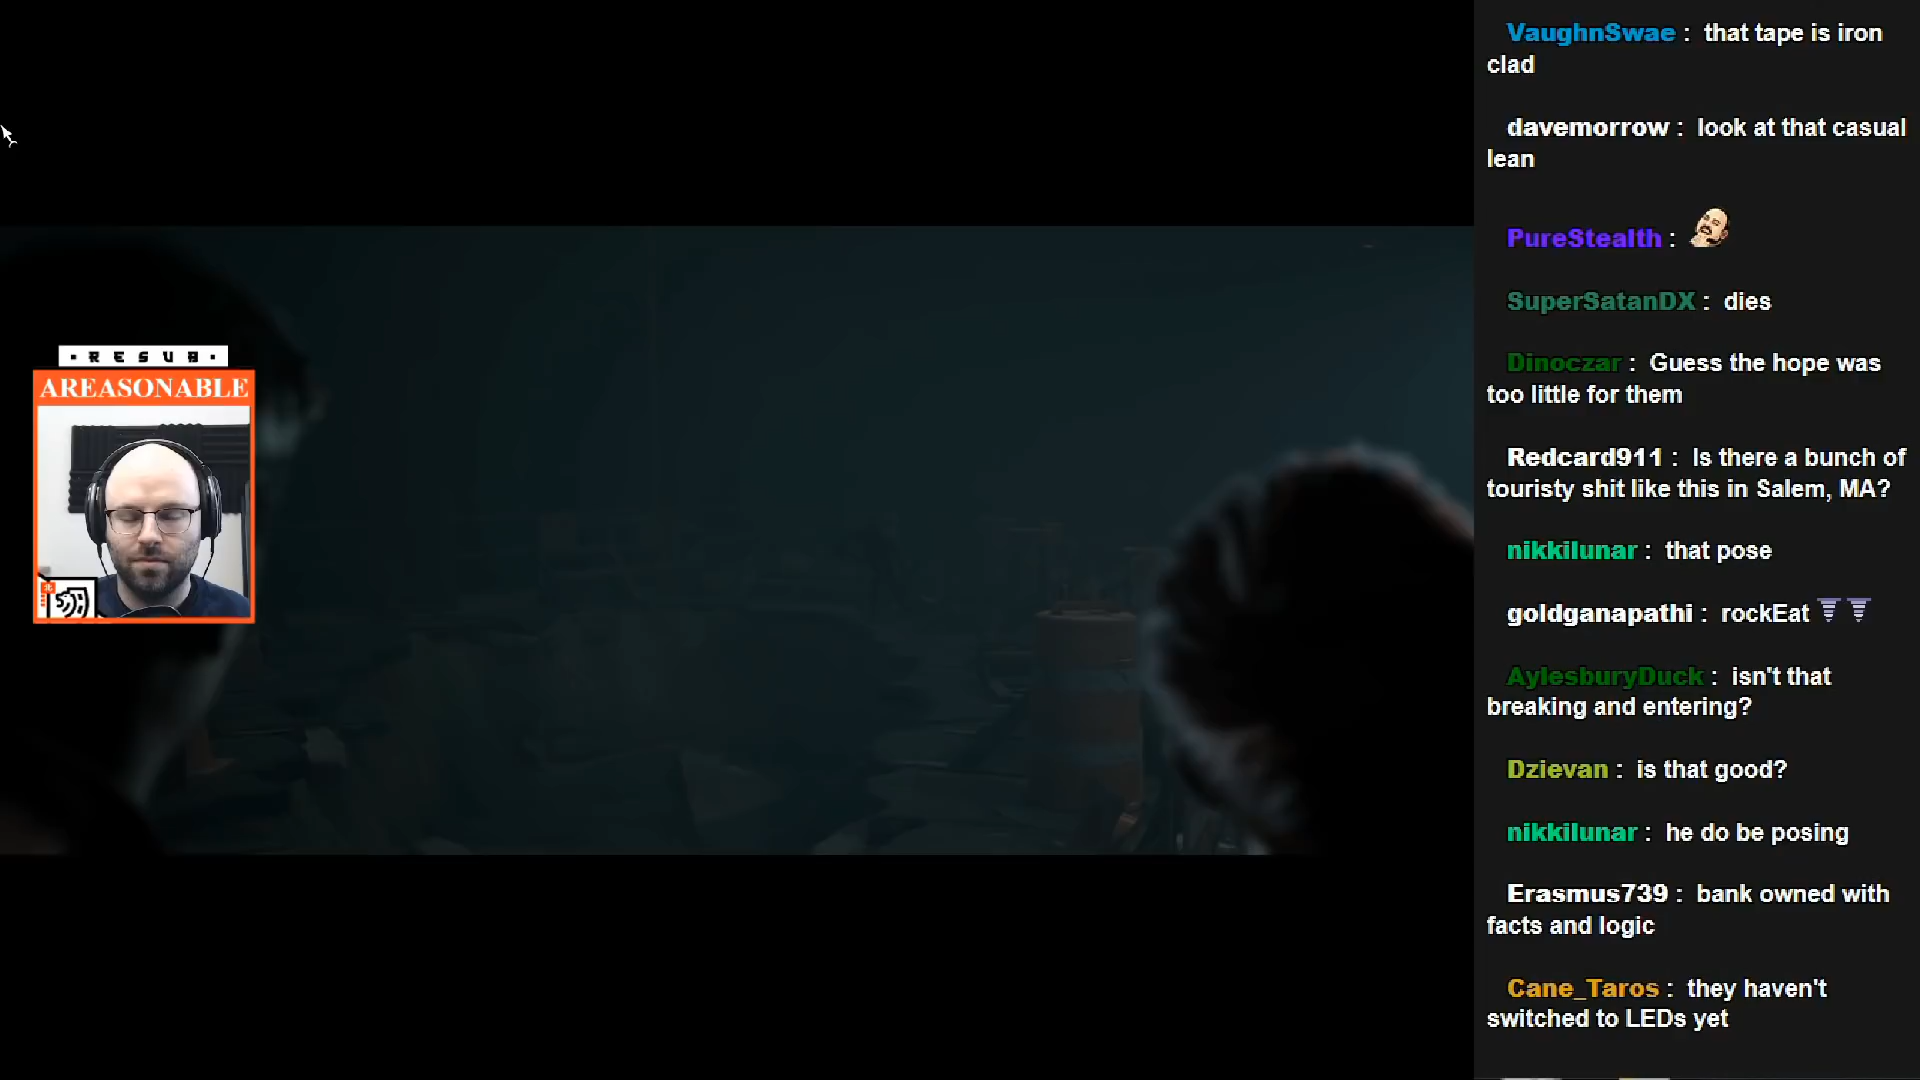 VaughnSwae : that tape is iron
clad
davemorrow : look at that casual
lean
PureStealth :
SuperSatanDX : dies
Dinoczar : Guess the hope was
too little for them
Redcard911 : Is there a bunch of
touristy shit like this in Salem, MA?
nikkilunar : that pose
goldganapathi : rockEat
AylesburyDuck : isn't that
breaking and entering?
Dzievan : is that good?
nikkilunar : he do be posing
Erasmus739 : bank owned with
facts and logic
Cane_Taros : they haven't
switched to LEDs yet
• RESUB •
AREASONABLE